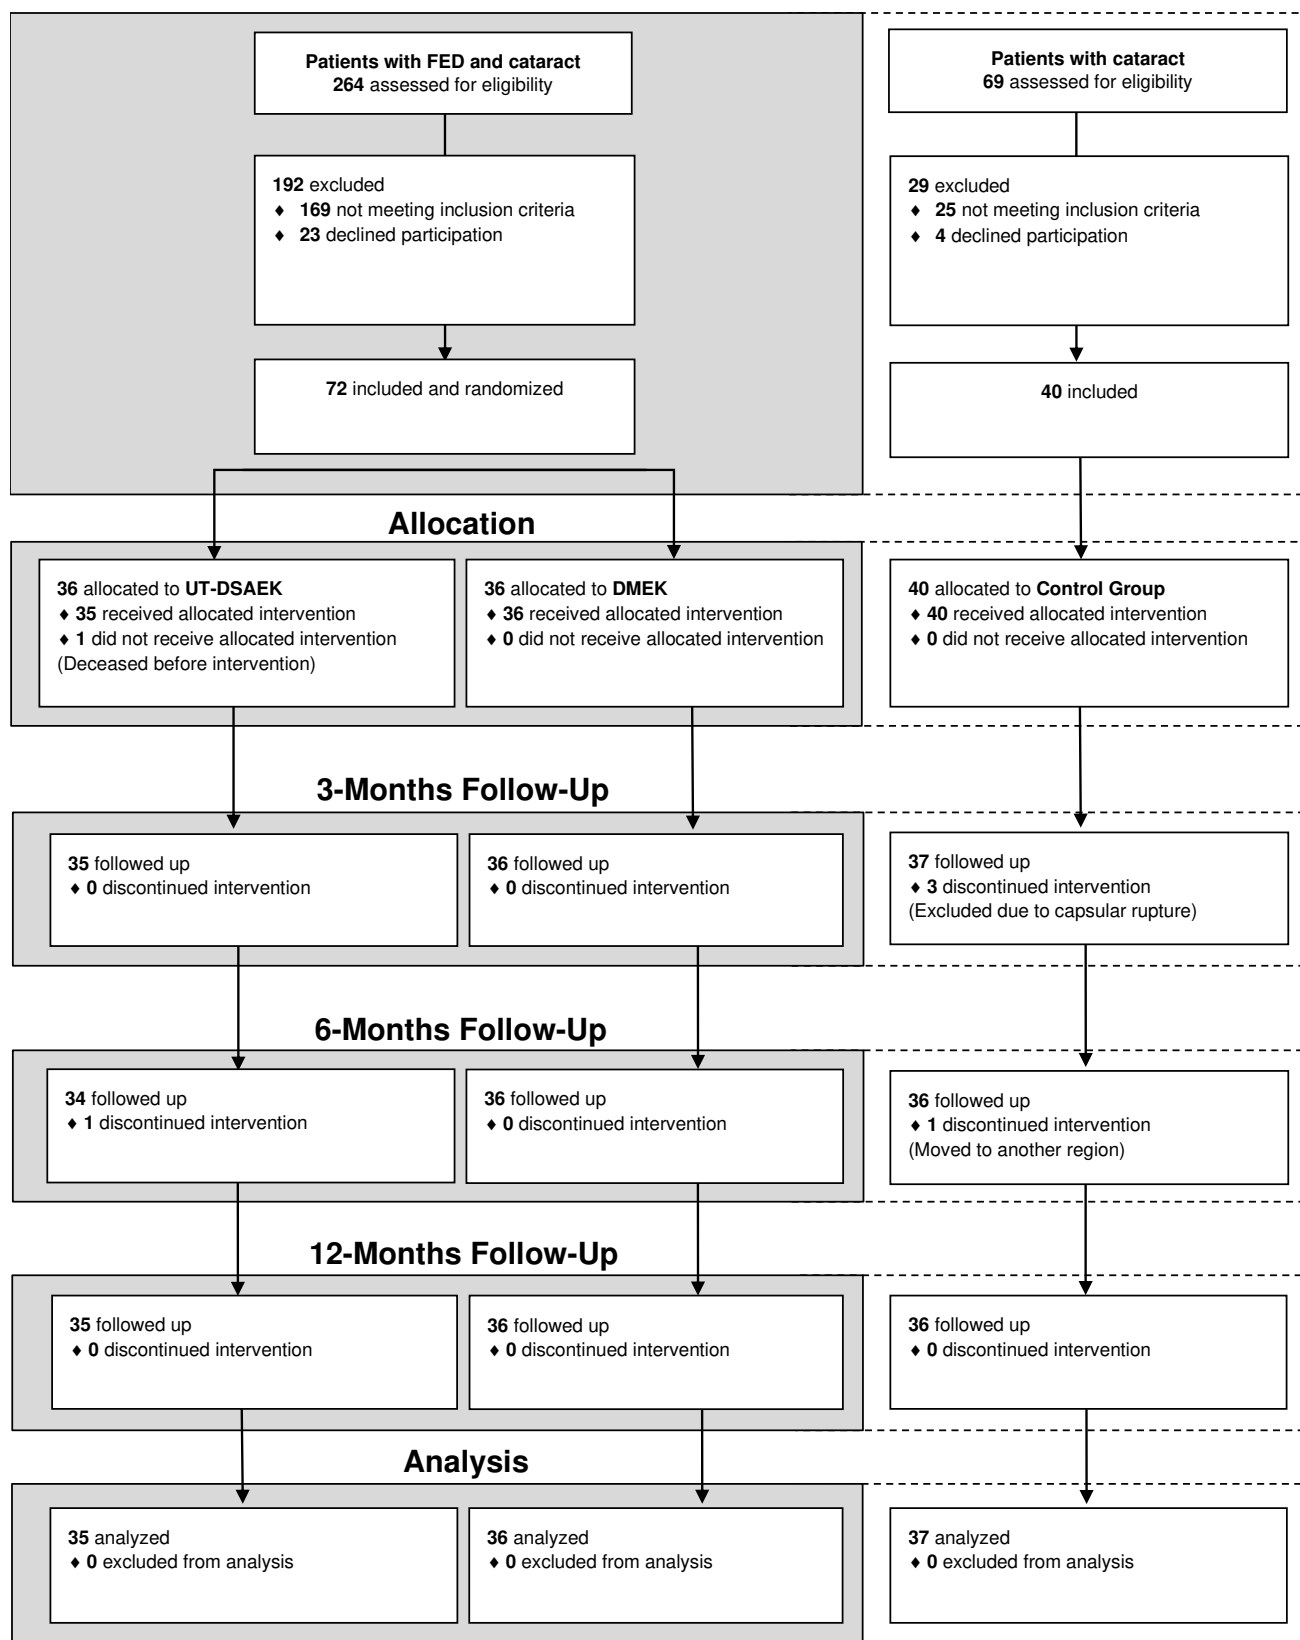 Patients with FED and cataract
264 assessed for eligibility
Patients with cataract
69 assessed for eligibility
192 excluded
♦ 169 not meeting inclusion criteria
♦ 23 declined participation
29 excluded
♦ 25 not meeting inclusion criteria
♦ 4 declined participation
72 included and randomized
40 included
Allocation
36 allocated to UT-DSAEK
♦ 35 received allocated intervention
♦ 1 did not receive allocated intervention
(Deceased before intervention)
36 allocated to DMEK
♦ 36 received allocated intervention
♦ 0 did not receive allocated intervention
40 allocated to Control Group
♦ 40 received allocated intervention
♦ 0 did not receive allocated intervention
3-Months Follow-Up
35 followed up
♦ 0 discontinued intervention
36 followed up
♦ 0 discontinued intervention
37 followed up
♦ 3 discontinued intervention
(Excluded due to capsular rupture)
6-Months Follow-Up
34 followed up
♦ 1 discontinued intervention
36 followed up
♦ 0 discontinued intervention
36 followed up
♦ 1 discontinued intervention
(Moved to another region)
12-Months Follow-Up
35 followed up
♦ 0 discontinued intervention
36 followed up
♦ 0 discontinued intervention
36 followed up
♦ 0 discontinued intervention
Analysis
35 analyzed
♦ 0 excluded from analysis
36 analyzed
♦ 0 excluded from analysis
37 analyzed
♦ 0 excluded from analysis